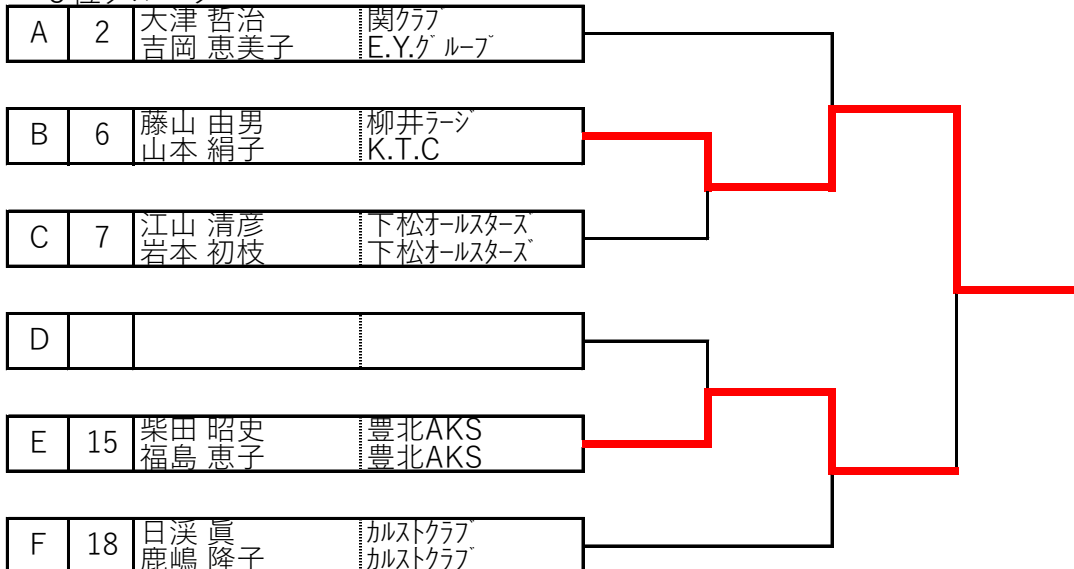 A 2 大津 哲治 関クラブ
吉岡 恵美子 E.Y.グループ
B 6 藤山 由男 柳井ラージ
山本 絹子 K.T.C
C 7 江山 清彦 下松オールスターズ
岩本 初枝 下松オールスターズ
D
E 15 柴田 昭史 豊北AKS
福島 恵子 豊北AKS
F 18 日渓 眞 カルストクラブ
鹿嶋 隆子 カルストクラブ